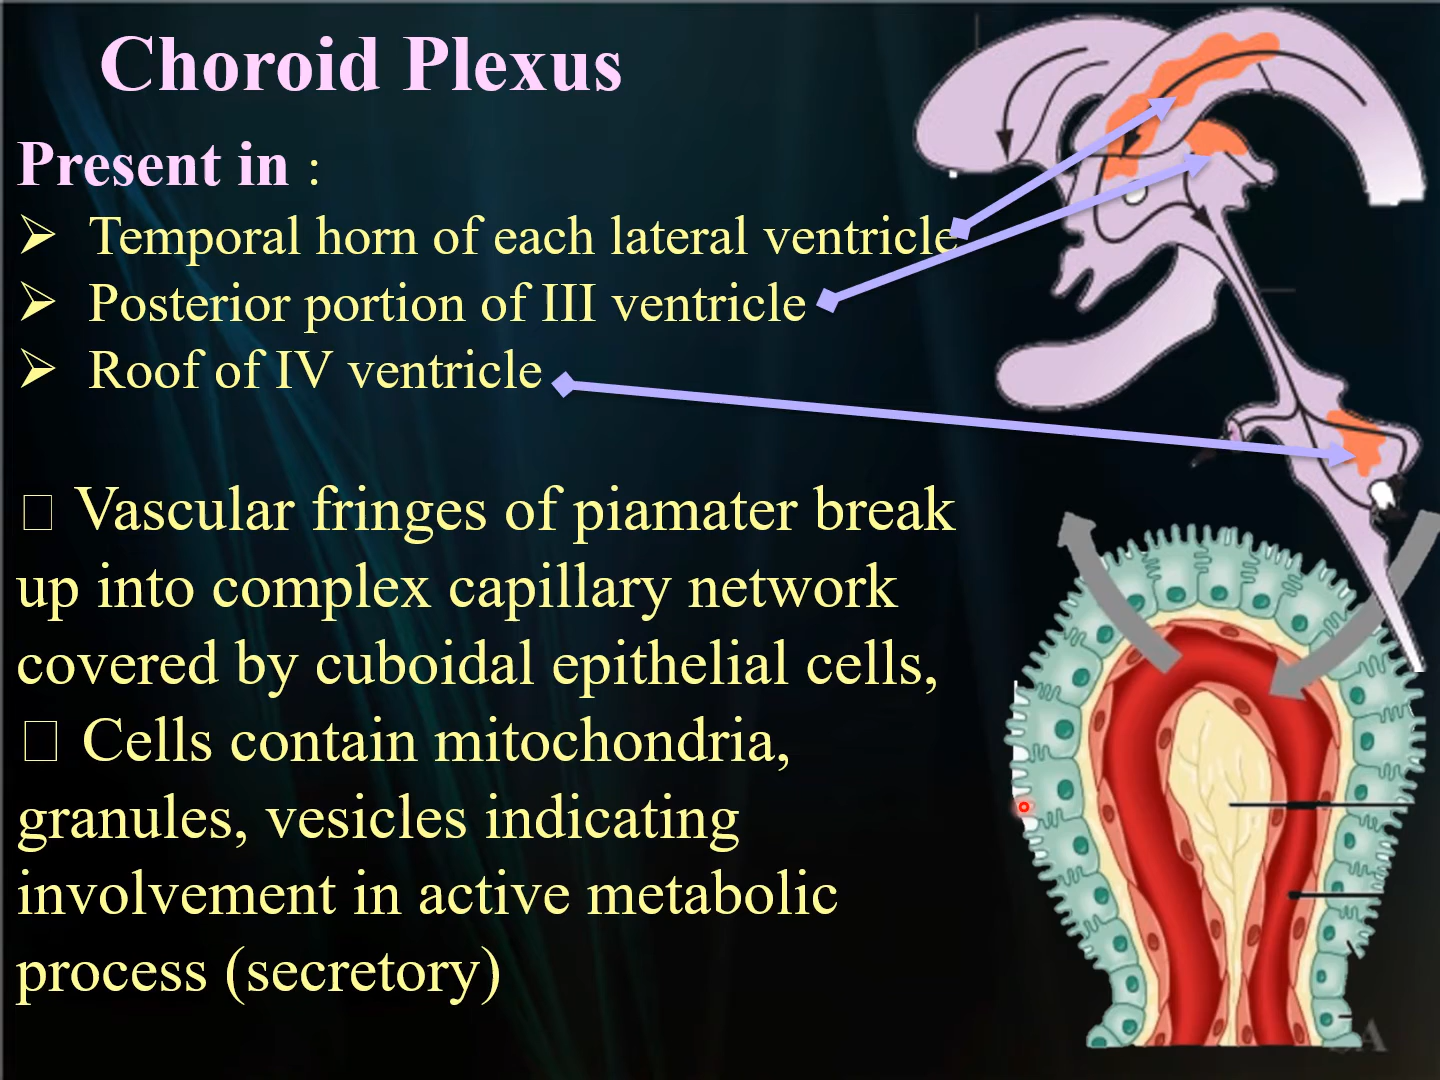 Choroid Plexus
Present in :
➢ Temporal horn of each lateral ventricle
➢ Posterior portion of III ventricle
➢ Roof of IV ventricle
□ Vascular fringes of piamater break
up into complex capillary network
covered by cuboidal epithelial cells,
□ Cells contain mitochondria,
granules, vesicles indicating
involvement in active metabolic
process (secretory)